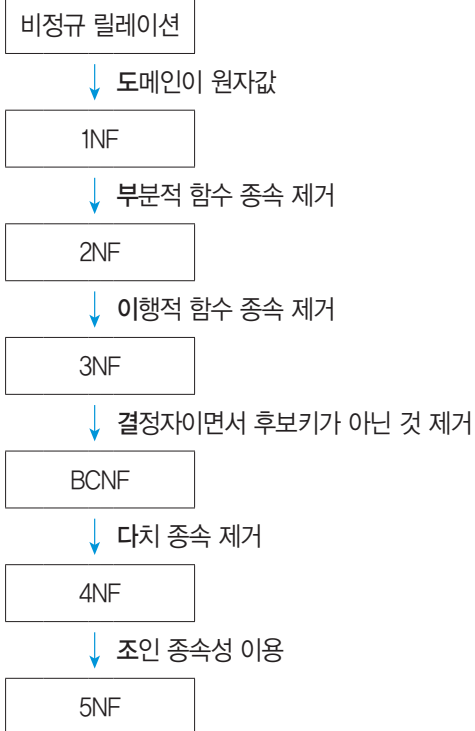 비정규 릴레이션
도메인이 원자값
1NF
부분적 함수 종속 제거
2NF
이행적 함수 종속 제거
3NF
결정자이면서 후보키가 아닌 것 제거
BCNF
다치 종속 제거
4NF
조인 종속성 이용
5NF